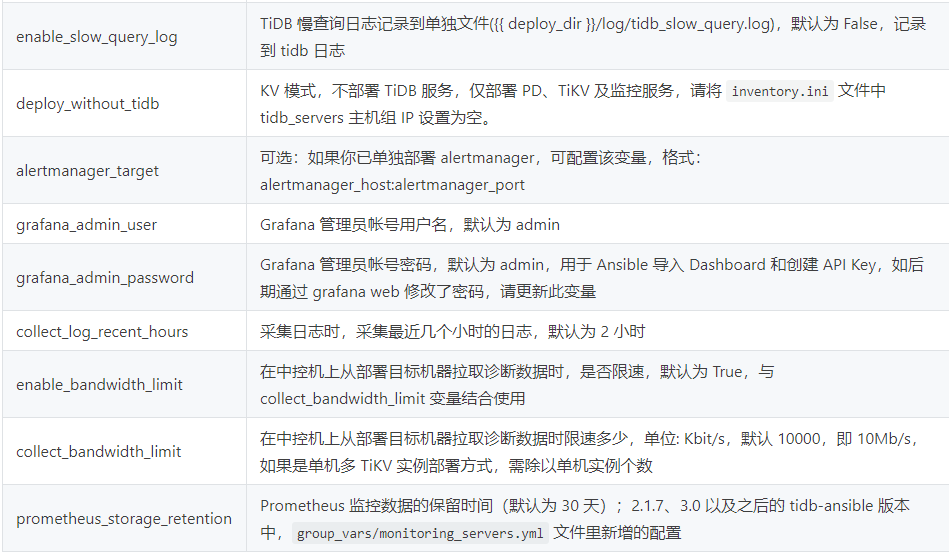 enable_slow_query_log
TiDB 慢查询日志记录到单独文件({{ deploy_dir }}/log/tidb_slow_query.log)，默认为 False，记录
到 tidb 日志
deploy_without_tidb
KV 模式，不部署 TiDB 服务，仅部署 PD、TiKV 及监控服务，请将 inventory.ini 文件中
tidb_servers 主机组 IP 设置为空。
alertmanager_target
可选：如果你已单独部署 alertmanager，可配置该变量，格式：
alertmanager_host:alertmanager_port
grafana_admin_user
Grafana 管理员帐号用户名，默认为 admin
grafana_admin_password
Grafana 管理员帐号密码，默认为 admin，用于 Ansible 导入 Dashboard 和创建 API Key，如后
期通过 grafana web 修改了密码，请更新此变量
collect_log_recent_hours
采集日志时，采集最近几个小时的日志，默认为 2 小时
enable_bandwidth_limit
在中控机上从部署目标机器拉取诊断数据时，是否限速，默认为 True，与
collect_bandwidth_limit 变量结合使用
collect_bandwidth_limit
在中控机上从部署目标机器拉取诊断数据时限速多少，单位: Kbit/s，默认 10000，即 10Mb/s，
如果是单机多 TiKV 实例部署方式，需除以单机实例个数
prometheus_storage_retention
Prometheus 监控数据的保留时间（默认为 30 天）；2.1.7、3.0 以及之后的 tidb-ansible 版本
中，group_vars/monitoring_servers.yml 文件里新增的配置